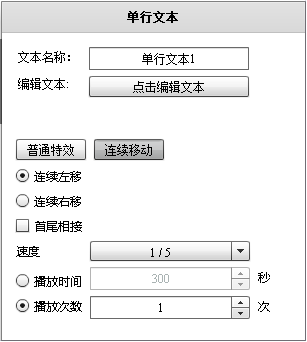 单行文本
文本名称: 单行文本1
编辑文本: 点击编辑文本
普通特效 连续移动
连续左移
连续右移
首尾相接
速度 1 / 5
播放时间 300 秒
播放次数 1 次